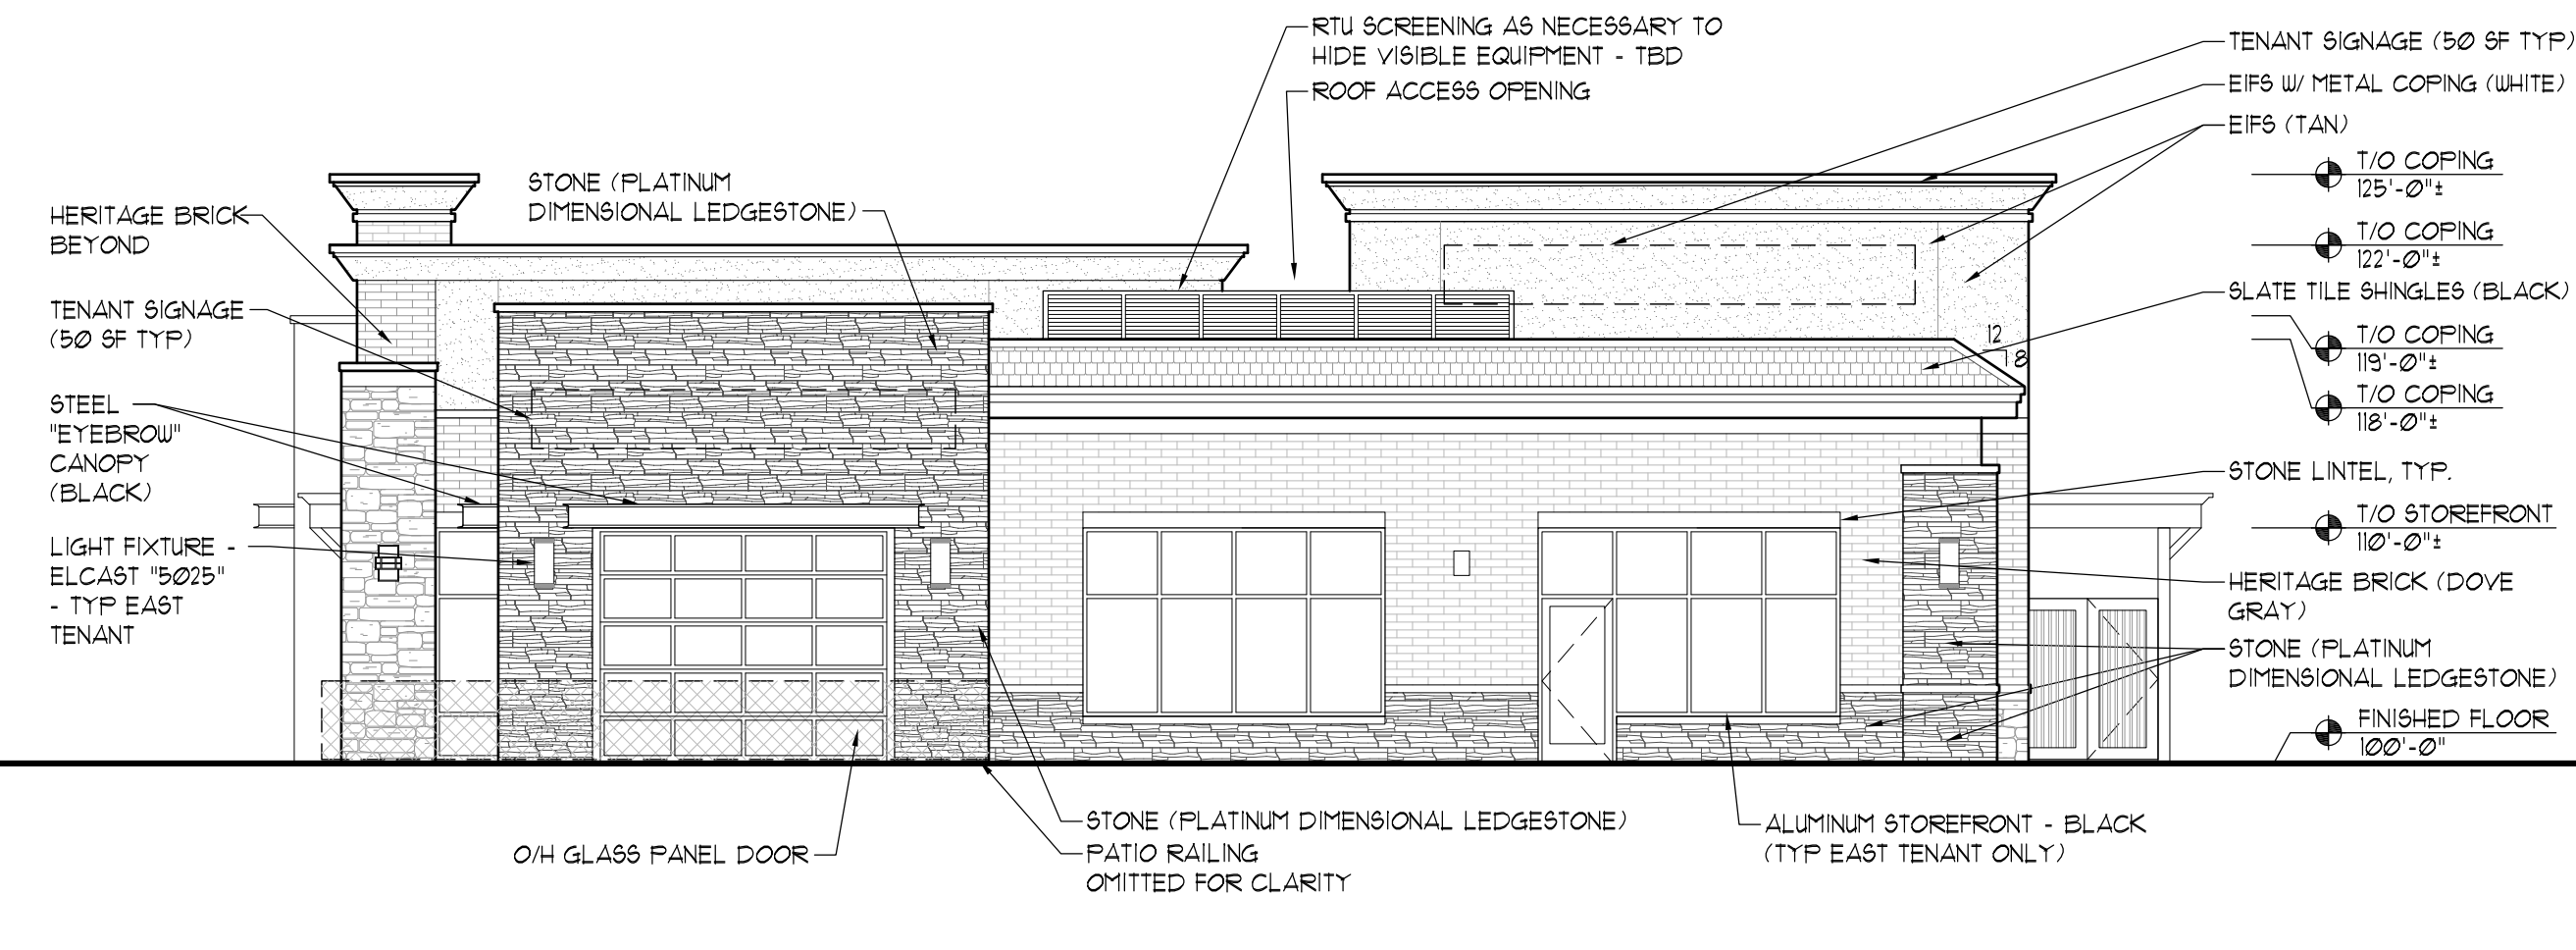 RTU SCREENING AS NECESSARY TO
HIDE VISIBLE EQUIPMENT - TBD
ROOF ACCESS OPENING
STONE (PLATINUM
DIMENSIONAL LEDGESTONE)
HERITAGE BRICK
BEYOND
TENANT SIGNAGE
(50 SF TYP)
STEEL
"EYEBROW"
CANOPY
(BLACK)
LIGHT FIXTURE -
ELCAST "5025"
- TYP EAST
TENANT
TENANT SIGNAGE (50 SF TYP)
EIFS W/ METAL COPING (WHITE)
EIFS (TAN)
T/O COPING
125'-0"±
T/O COPING
122'-0"±
SLATE TILE SHINGLES (BLACK)
12
8
T/O COPING
119'-0"±
T/O COPING
118'-0"±
STONE LINTEL, TYP.
T/O STOREFRONT
110'-0"±
HERITAGE BRICK (DOVE
GRAY)
STONE (PLATINUM
DIMENSIONAL LEDGESTONE)
FINISHED FLOOR
100'-0"
STONE (PLATINUM DIMENSIONAL LEDGESTONE)
PATIO RAILING
OMITTED FOR CLARITY
O/H GLASS PANEL DOOR
ALUMINUM STOREFRONT - BLACK
(TYP EAST TENANT ONLY)